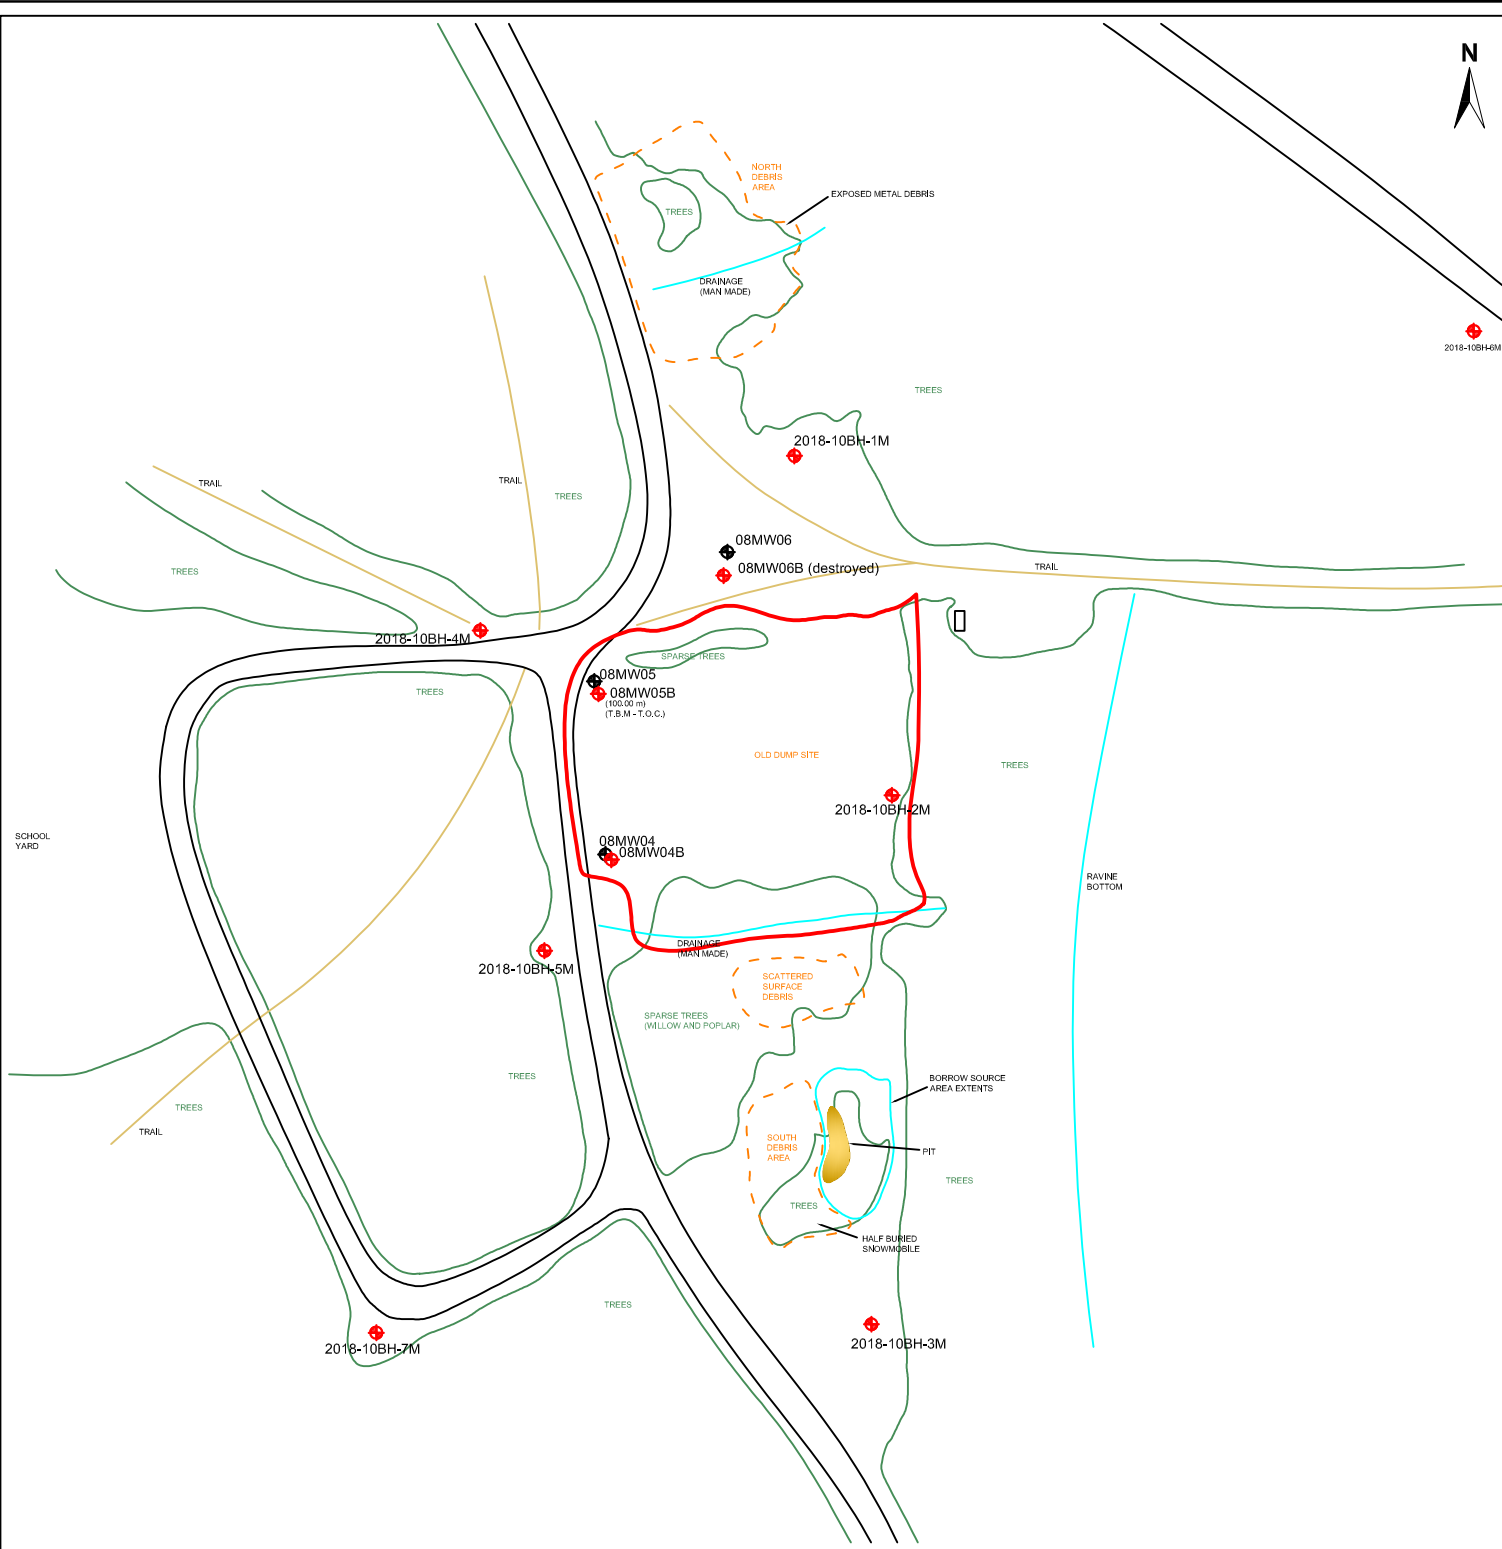 N
NORTH
DEBRIS
AREA
EXPOSED METAL DEBRIS
TREES
DRAINAGE
(MAN MADE)
2018-10BH-6M
TREES
2018-10BH-1M
TRAIL
TRAIL
TREES
08MW06
08MW06B (destroyed)
TRAIL
TREES
2018-10BH-4M
SPARSE TREES
08MW05
08MW05B
(100.00 m)
(T.B.M - T.O.C.)
TREES
OLD DUMP SITE
TREES
2018-10BH-2M
SCHOOL
YARD
08MW04
08MW04B
RAVINE
BOTTOM
DRAINAGE
(MAN MADE)
2018-10BH-5M
SCATTERED
SURFACE
DEBRIS
SPARSE TREES
(WILLOW AND POPLAR)
TREES
BORROW SOURCE
AREA EXTENTS
TREES
TRAIL
SOUTH
DEBRIS
AREA
PIT
TREES
TREES
HALF BURIED
SNOWMOBILE
TREES
2018-10BH-7M
2018-10BH-3M